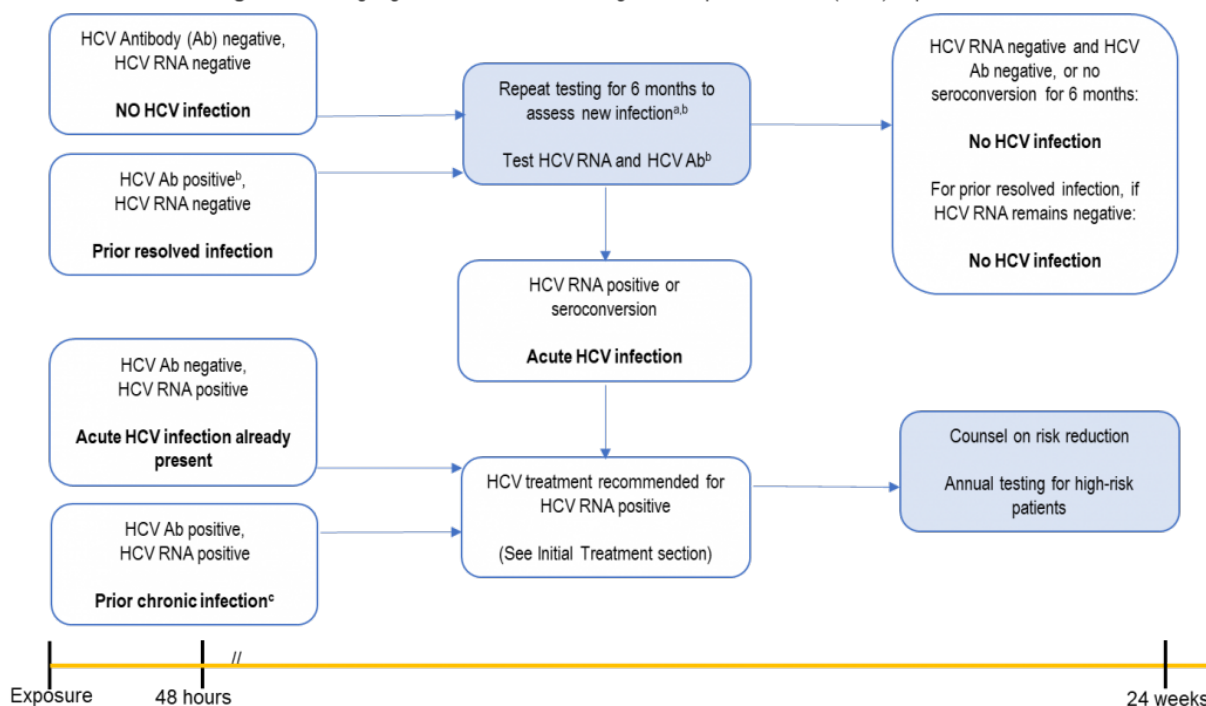 HCV Antibody (Ab) negative,
HCV RNA negative
NO HCV infection
HCV Ab positiveᵇ,
HCV RNA negative
Prior resolved infection
HCV Ab negative,
HCV RNA positive
Acute HCV infection already
present
HCV Ab positive,
HCV RNA positive
Prior chronic infectionᶜ
Repeat testing for 6 months to
assess new infectionᵃ,ᵇ
Test HCV RNA and HCV Abᵇ
HCV RNA positive or
seroconversion
Acute HCV infection
HCV treatment recommended for
HCV RNA positive
(See Initial Treatment section)
HCV RNA negative and HCV
Ab negative, or no
seroconversion for 6 months:
No HCV infection
For prior resolved infection, if
HCV RNA remains negative:
No HCV infection
Counsel on risk reduction
Annual testing for high-risk
patients
//
Exposure
48 hours
24 weeks